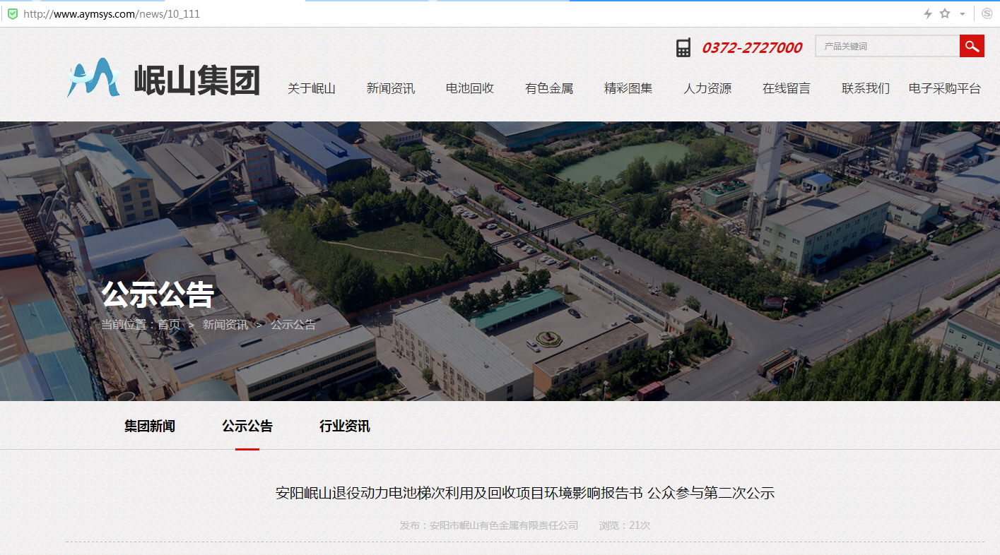 http://www.aymsys.com/news/10_111
0372-2727000
产品关键词
岷山集团
关于岷山 新闻资讯 电池回收 有色金属 精彩图集 人力资源 在线留言 联系我们 电子采购平台
公示公告
当前位置：首页 > 新闻资讯 > 公示公告
集团新闻 公示公告 行业资讯
安阳岷山退役动力电池梯次利用及回收项目环境影响报告书 公众参与第二次公示
发布：安阳市岷山有色金属有限责任公司 浏览：21次